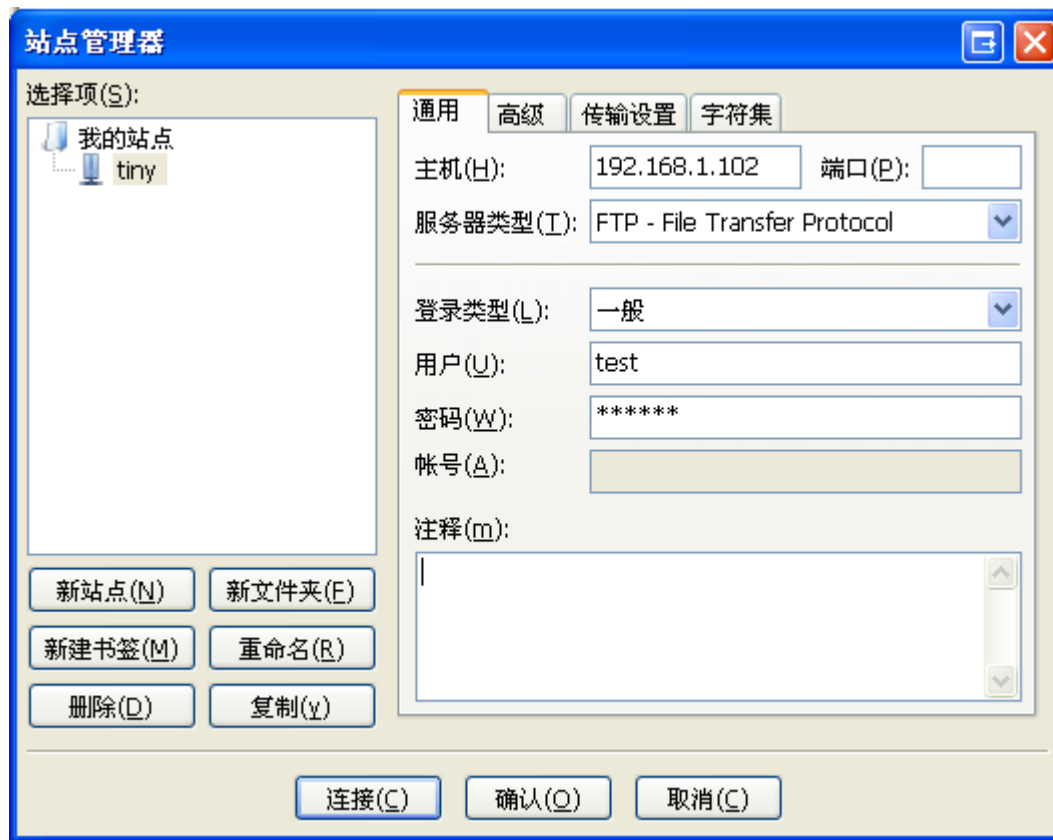 站点管理器
选择项(S):
我的站点
tiny
新站点(N) 新文件夹(F)
新建书签(M) 重命名(R)
删除(D) 复制(y)
通用 高级 传输设置 字符集
主机(H): 192.168.1.102 端口(P):
服务器类型(T): FTP - File Transfer Protocol
登录类型(L): 一般
用户(U): test
密码(W): ******
帐号(A):
注释(m):
连接(C) 确认(O) 取消(C)